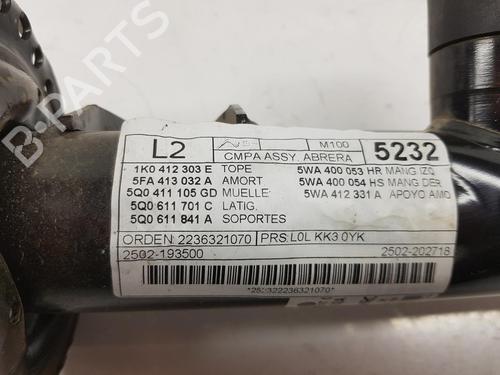 L2 M100 5232
CMPA ASSY. ABRERA
1K0 412 303 E TOPE 5WA 400 053 HR MANG IZQ
5FA 413 032 A AMORT 5WA 400 054 HS MANG DER
5Q0 411 105 GD MUELLE 5WA 412 331 A APOYO AMO
5Q0 611 701 C LATIG.
5Q0 611 841 A SOPORTES
ORDEN: 2236321070 PRS: L0L KK3 0YK
2502-193500 2502-202718
*252322236321070*
B-PARTS